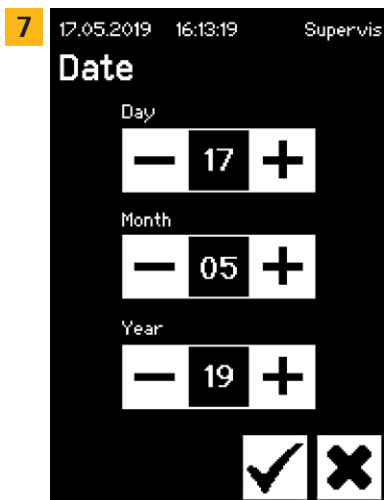 7
17.05.2019 16:13:19 Supervis
Date
Day
— 17 +
Month
— 05 +
Year
— 19 +